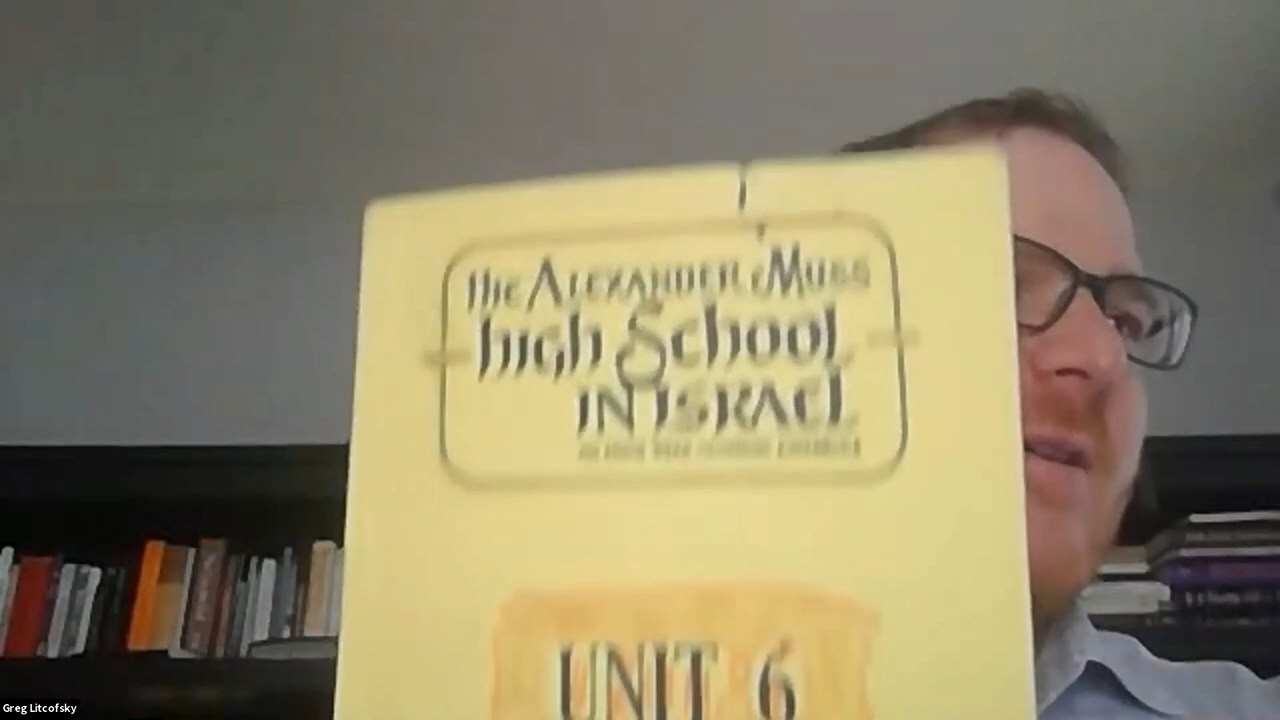 The Alexander Muss
high School
IN ISRAEL
UNIT 6
Greg Litcofsky